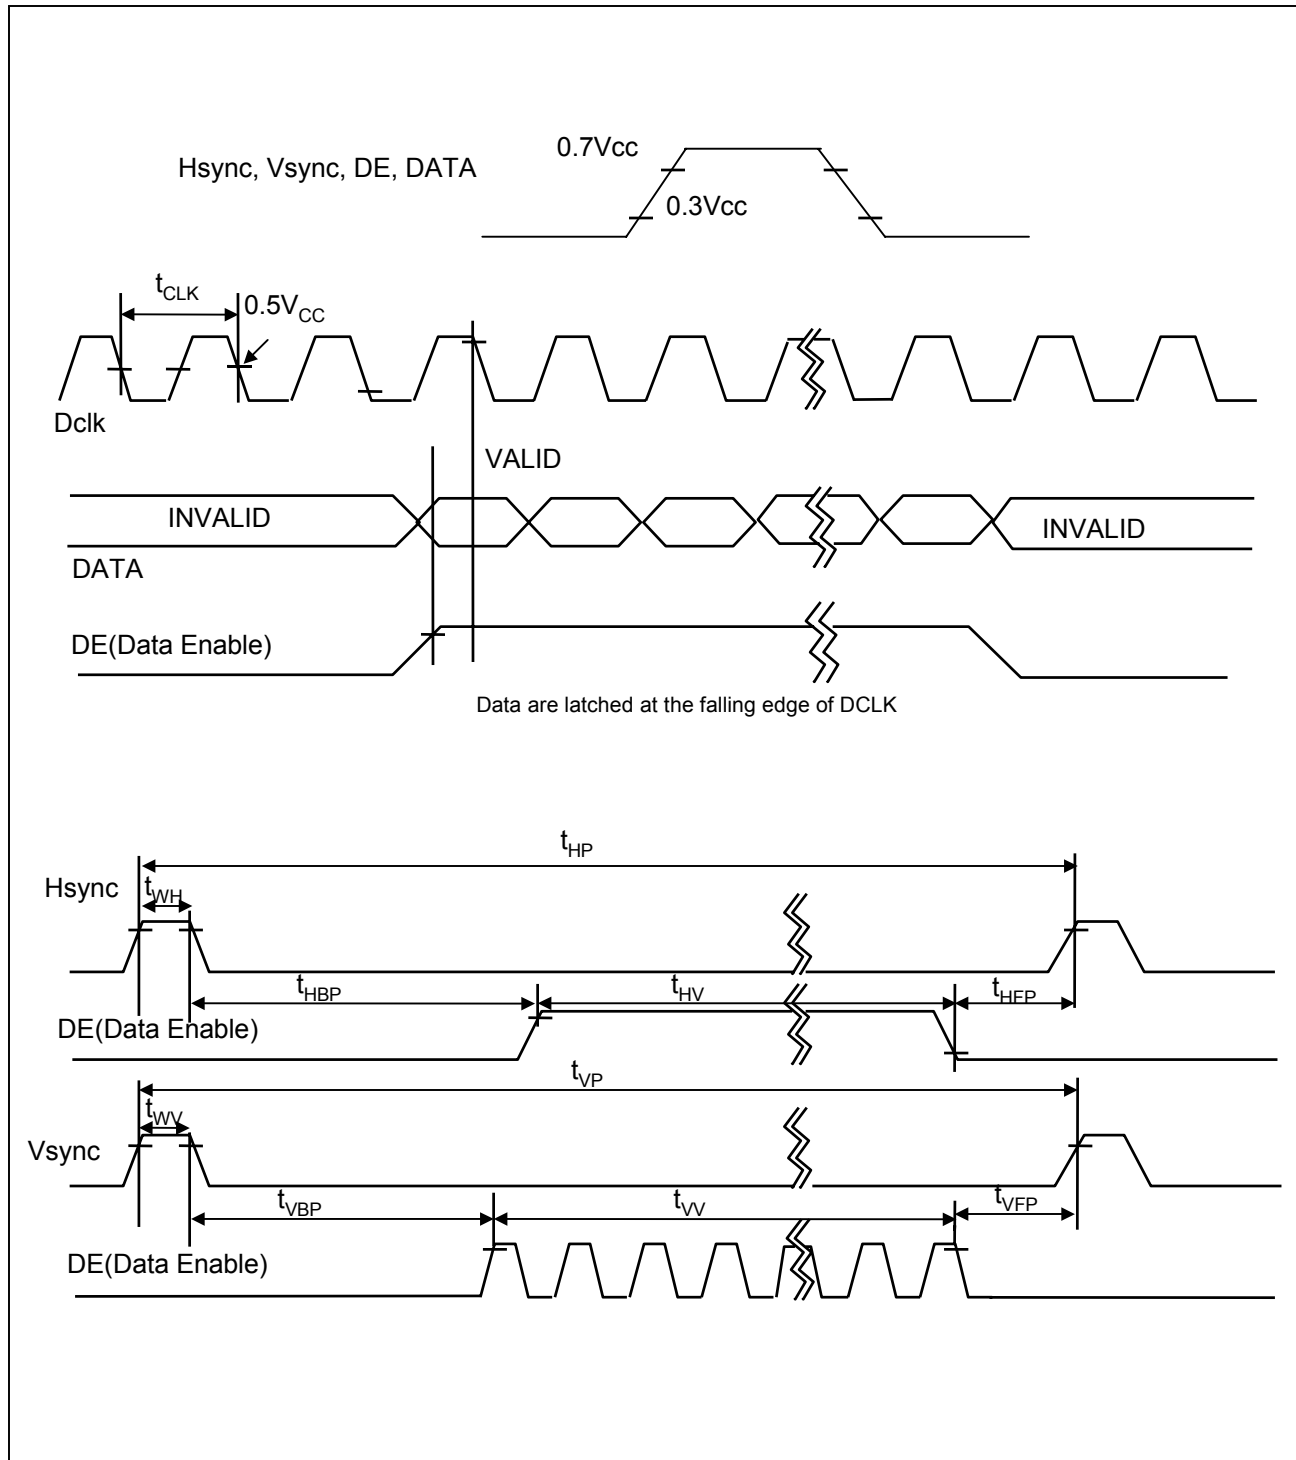 0.7Vcc
Hsync, Vsync, DE, DATA
0.3Vcc
tCLK
0.5VCC
Dclk
VALID
INVALID
INVALID
DATA
DE(Data Enable)
Data are latched at the falling edge of DCLK
tHP
Hsync
tWH
tHBP
tHV
tHFP
DE(Data Enable)
tVP
tWV
Vsync
tVBP
tVV
tVFP
DE(Data Enable)